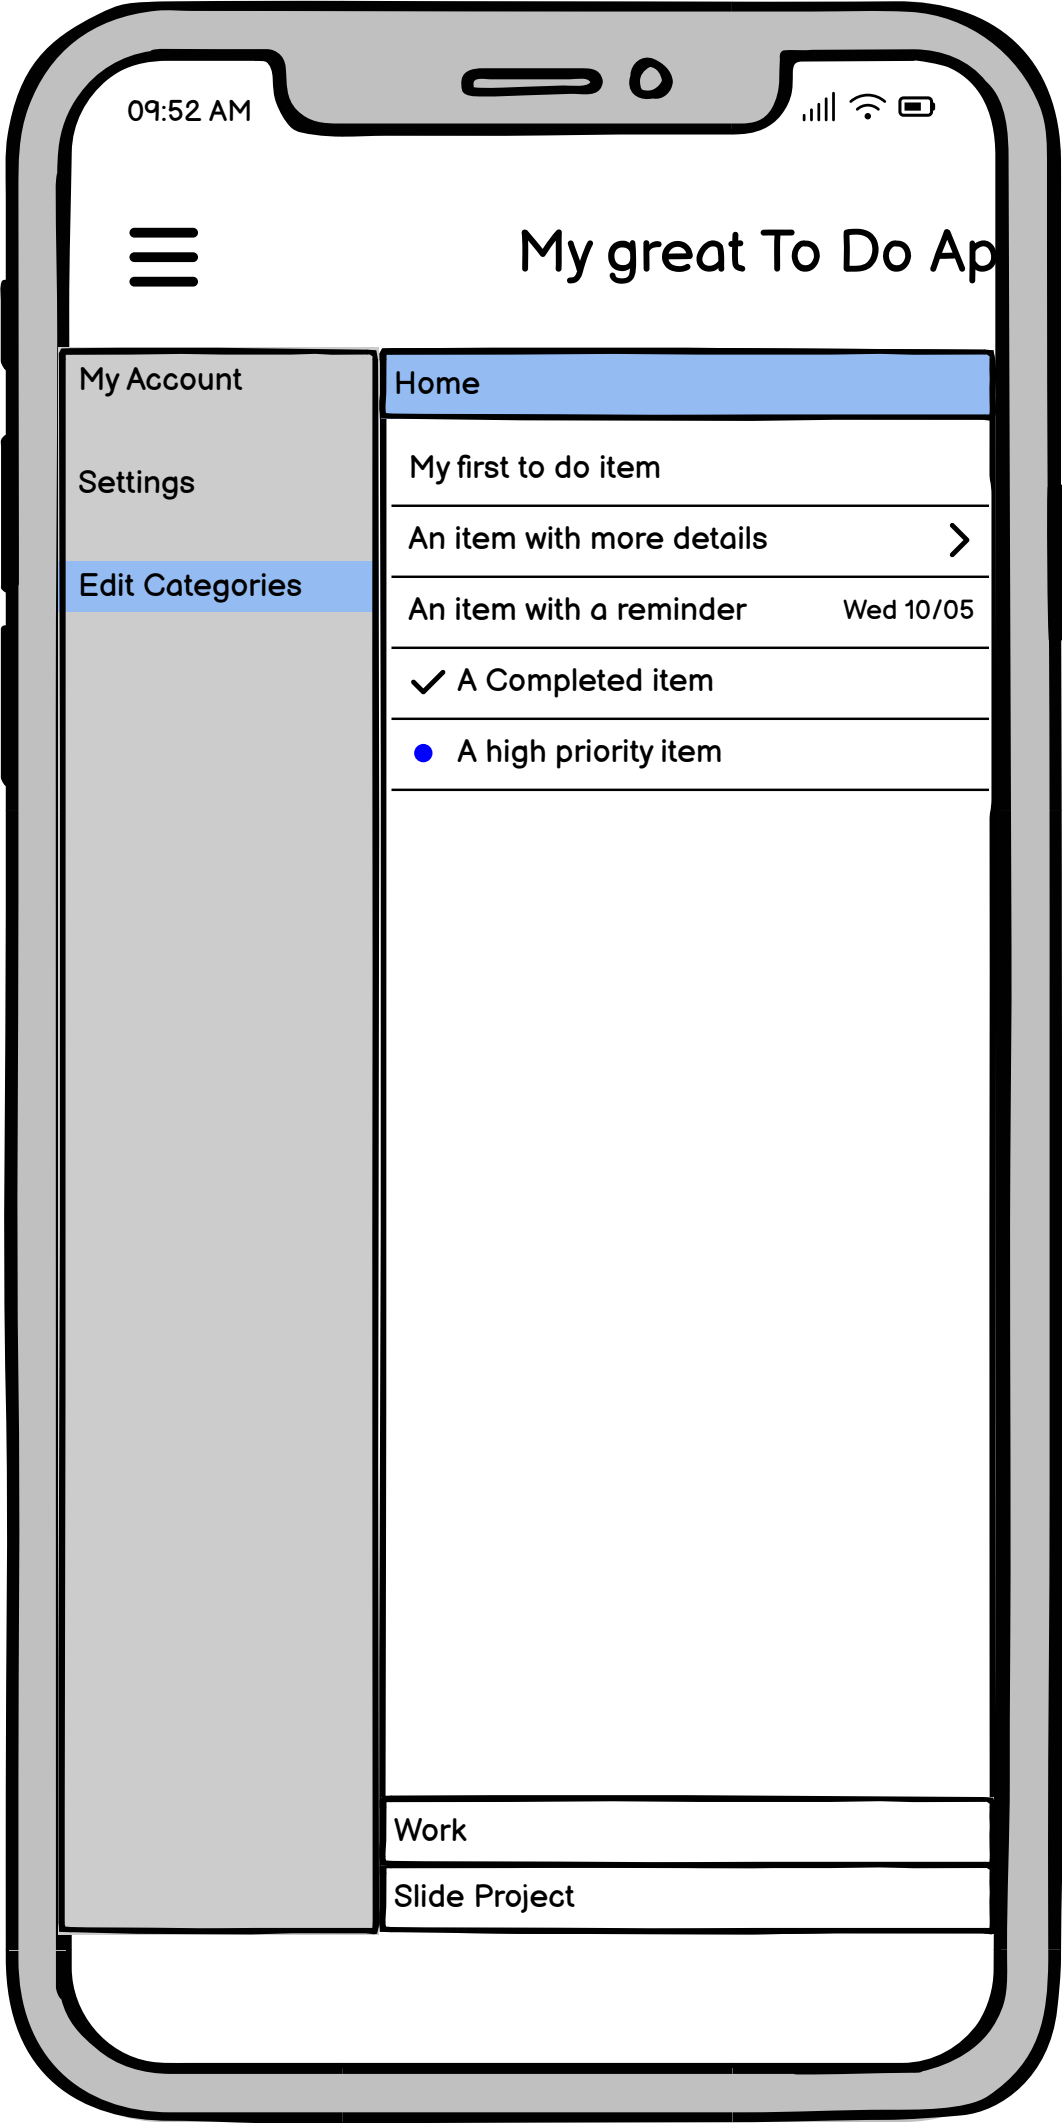 09:52 AM
My great To Do Ap
My Account
Settings
Edit Categories
Home
My first to do item
An item with more details
An item with a reminder Wed 10/05
A Completed item
A high priority item
Work
Slide Project